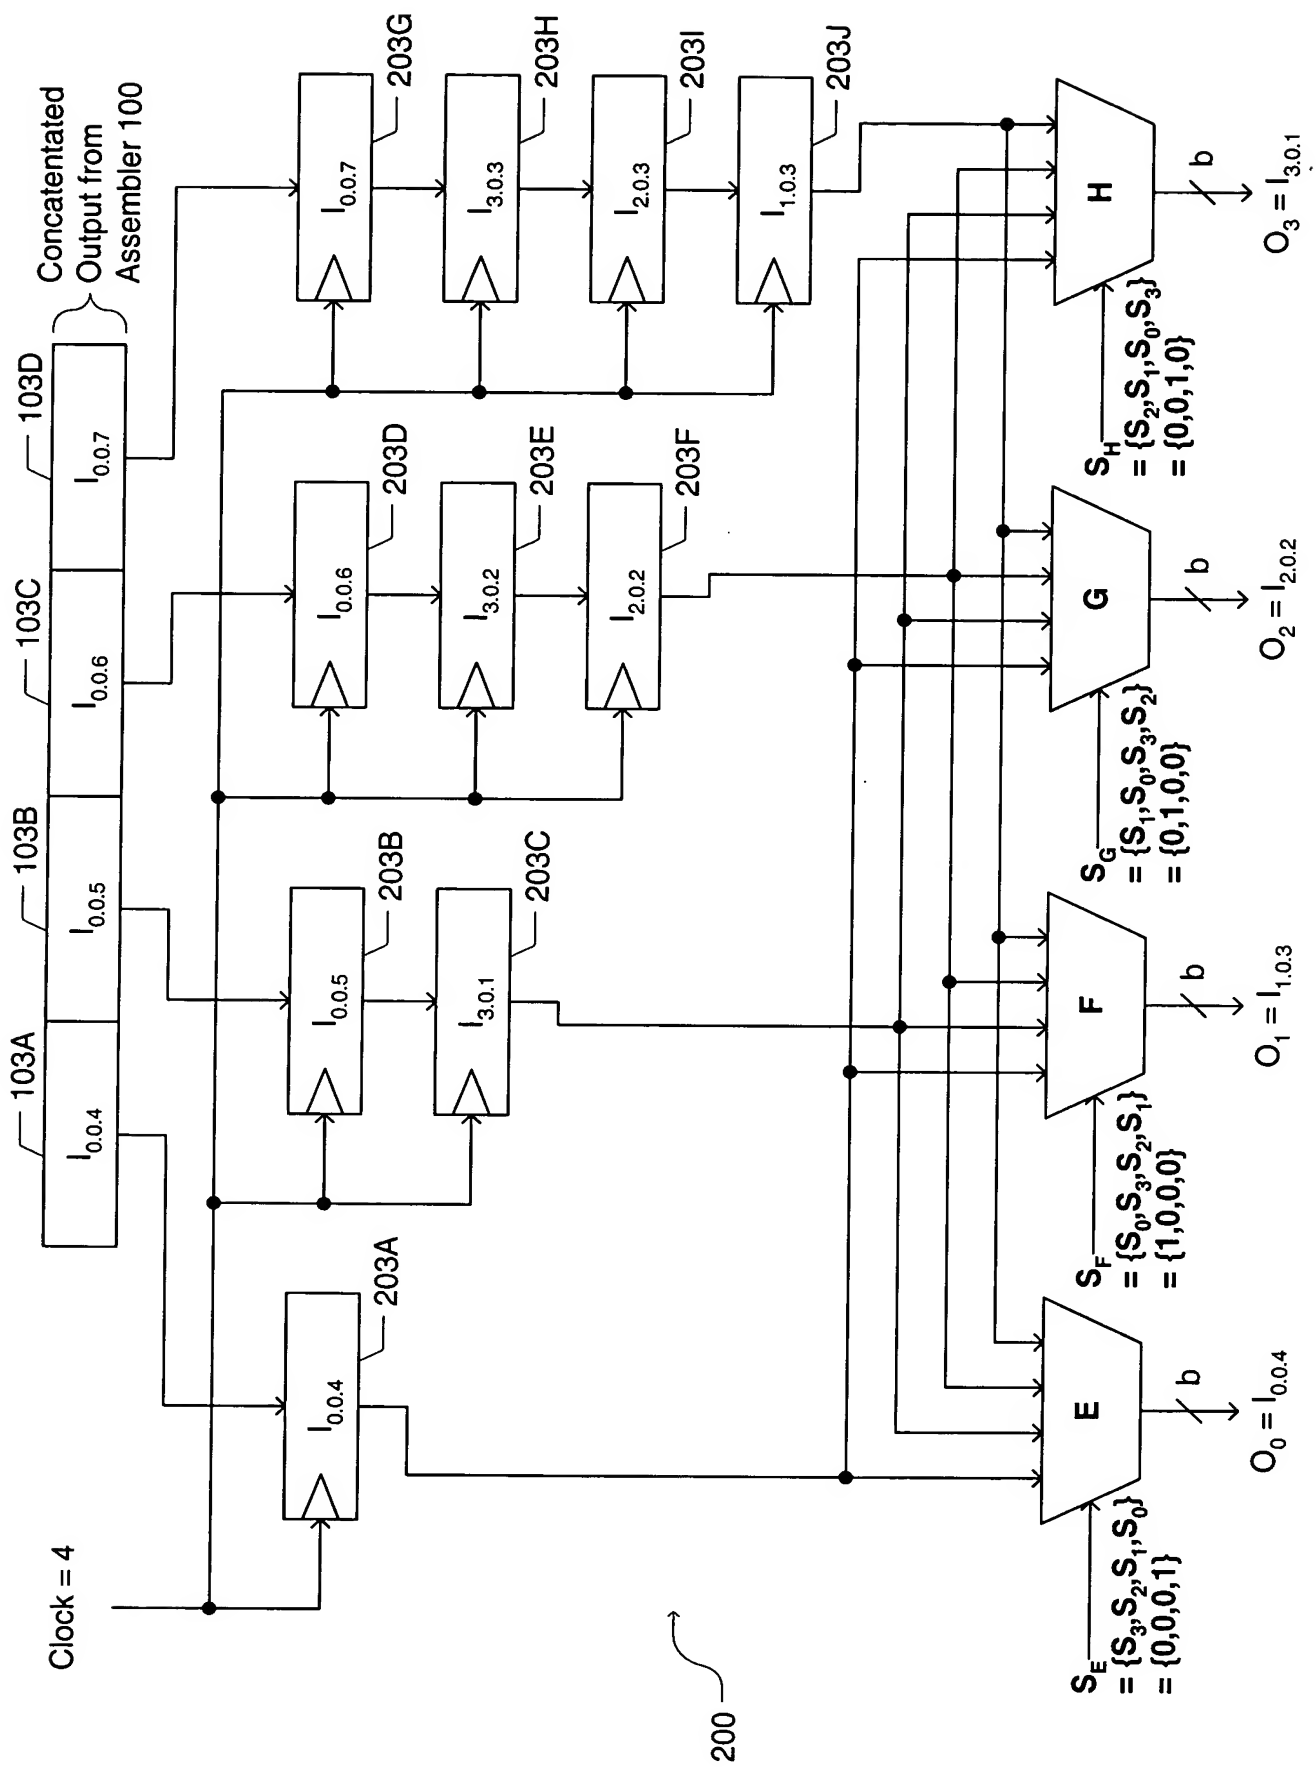 Clock = 4
Concatentated
Output from
Assembler 100
103A
103B
103C
103D
I0.0.4
I0.0.5
I0.0.6
I0.0.7
I0.0.4
203A
I0.0.5
203B
I3.0.1
203C
I0.0.6
203D
I3.0.2
203E
I2.0.2
203F
I0.0.7
203G
I3.0.3
203H
I2.0.3
203I
I1.0.3
203J
200
E
F
G
H
SE
= {S3,S2,S1,S0}
= {0,0,0,1}
SF
= {S0,S3,S2,S1}
= {1,0,0,0}
SG
= {S1,S0,S3,S2}
= {0,1,0,0}
SH
= {S2,S1,S0,S3}
= {0,0,1,0}
b
b
b
b
O0 = I0.0.4
O1 = I1.0.3
O2 = I2.0.2
O3 = I3.0.1